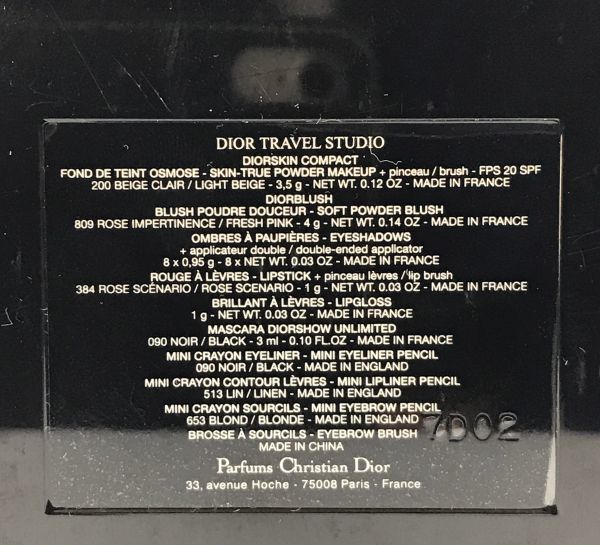 DIOR TRAVEL STUDIO
DIORSKIN COMPACT
FOND DE TEINT OSMOSE - SKIN-TRUE POWDER MAKEUP + pinceau / brush - FPS 20 SPF
200 BEIGE CLAIR / LIGHT BEIGE - 3,5 g - NET WT. 0.12 OZ - MADE IN FRANCE
DIORBLUSH
BLUSH POUDRE DOUCEUR - SOFT POWDER BLUSH
809 ROSE IMPERTINENCE / FRESH PINK - 4 g - NET WT. 0.14 OZ - MADE IN FRANCE
OMBRES À PAUPIÈRES - EYESHADOWS
+ applicateur double / double-ended applicator
8 x 0,95 g - 8 x NET WT. 0.03 OZ - MADE IN FRANCE
ROUGE À LÈVRES - LIPSTICK + pinceau lèvres / lip brush
384 ROSE SCÉNARIO / ROSE SCENARIO - 1 g - NET WT. 0.03 OZ - MADE IN FRANCE
BRILLANT À LÈVRES - LIPGLOSS
1 g - NET WT. 0.03 OZ - MADE IN FRANCE
MASCARA DIORSHOW UNLIMITED
090 NOIR / BLACK - 3 ml - 0.10 FL.OZ - MADE IN FRANCE
MINI CRAYON EYELINER - MINI EYELINER PENCIL
090 NOIR / BLACK - MADE IN ENGLAND
MINI CRAYON CONTOUR LÈVRES - MINI LIPLINER PENCIL
513 LIN / LINEN - MADE IN ENGLAND
MINI CRAYON SOURCILS - MINI EYEBROW PENCIL
653 BLOND / BLONDE - MADE IN ENGLAND
7D02
BROSSE À SOURCILS - EYEBROW BRUSH
MADE IN CHINA
Parfums Christian Dior
33, avenue Hoche - 75008 Paris - France